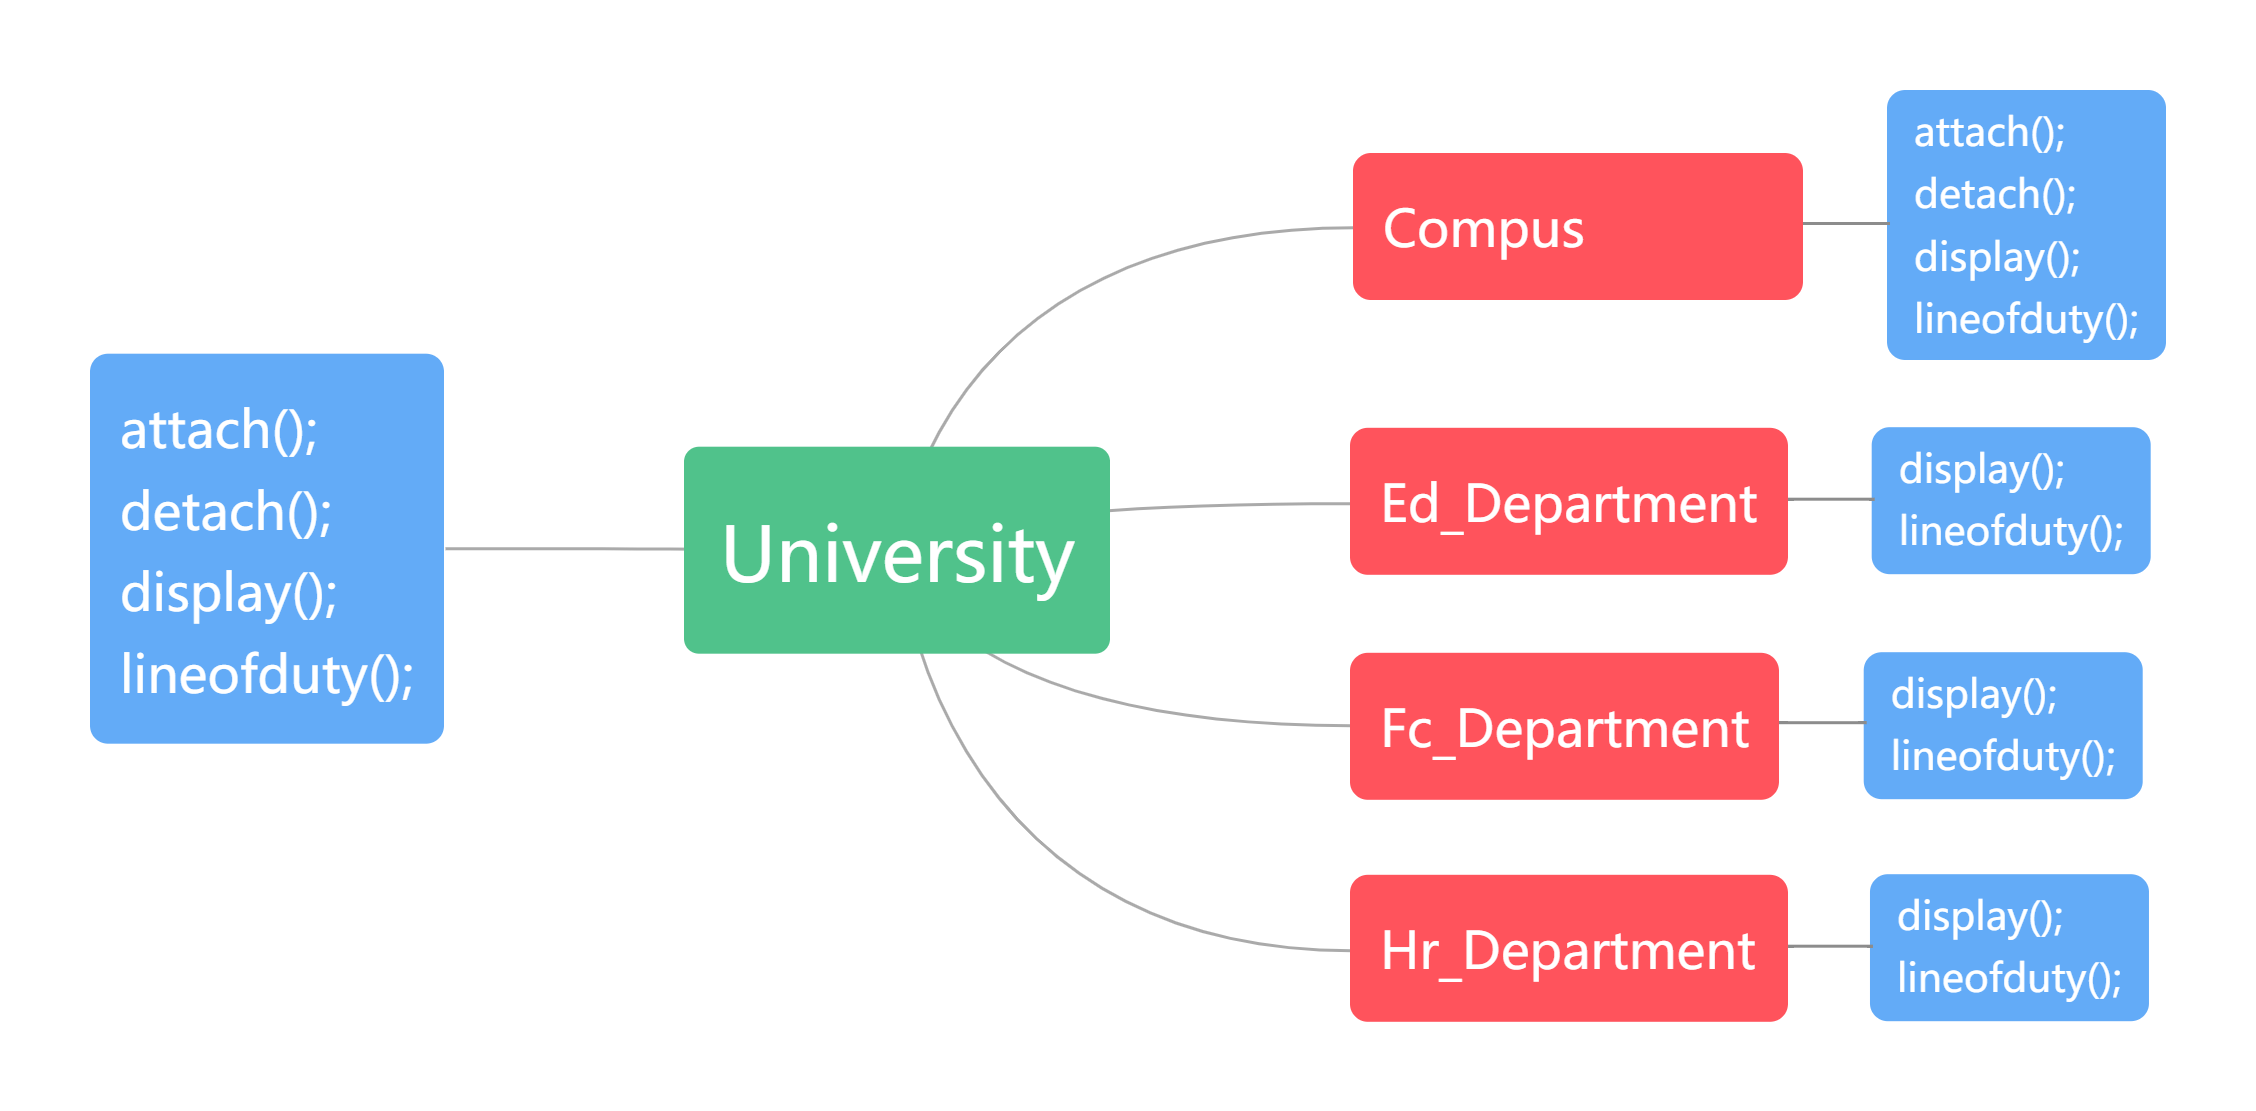 attach();
detach();
display();
lineofduty();
University
Compus
attach();
detach();
display();
lineofduty();
Ed_Department
display();
lineofduty();
Fc_Department
display();
lineofduty();
Hr_Department
display();
lineofduty();